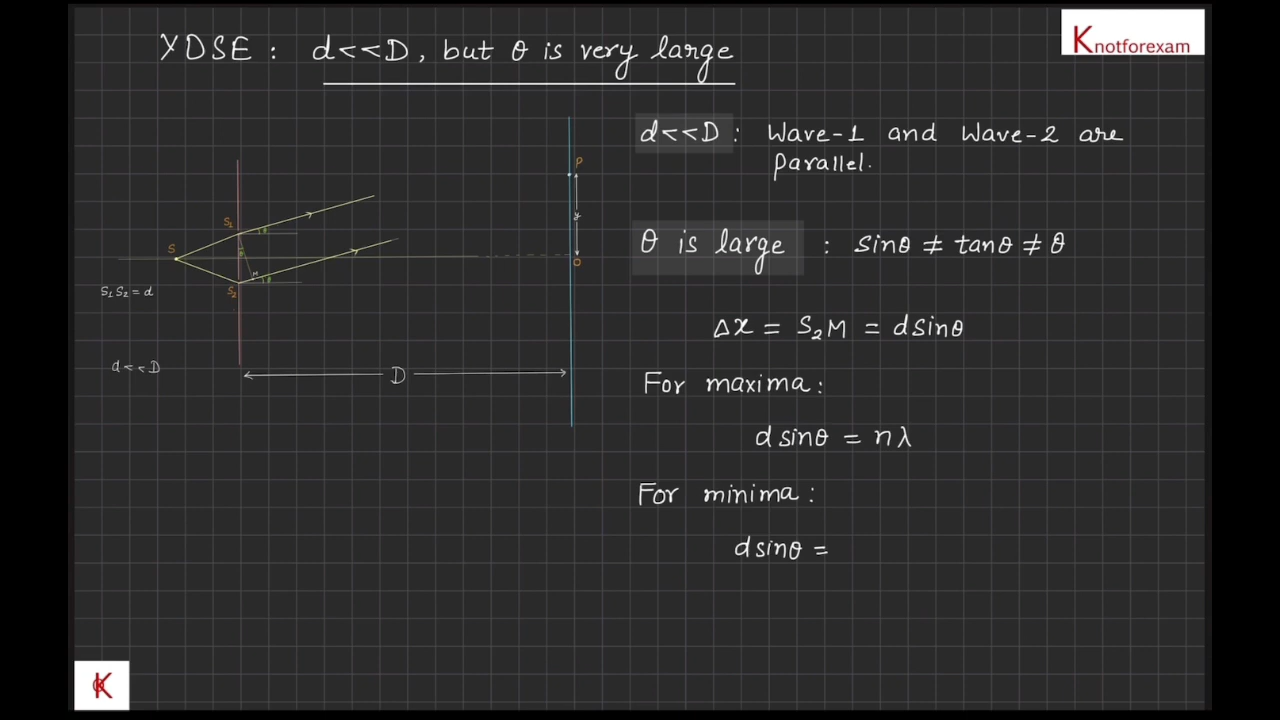 YDSE : d<<D, but θ is very large
Knotforexam
d<<D : Wave-1 and Wave-2 are
parallel.
P
S₁
θ
y
S
θ
θ is large : sinθ ≠ tanθ ≠ θ
O
M
θ
S₂
S₁S₂ = d
Δx = S₂M = dsinθ
d<<D
D
For maxima :
dsinθ = nλ
For minima :
dsinθ =
K